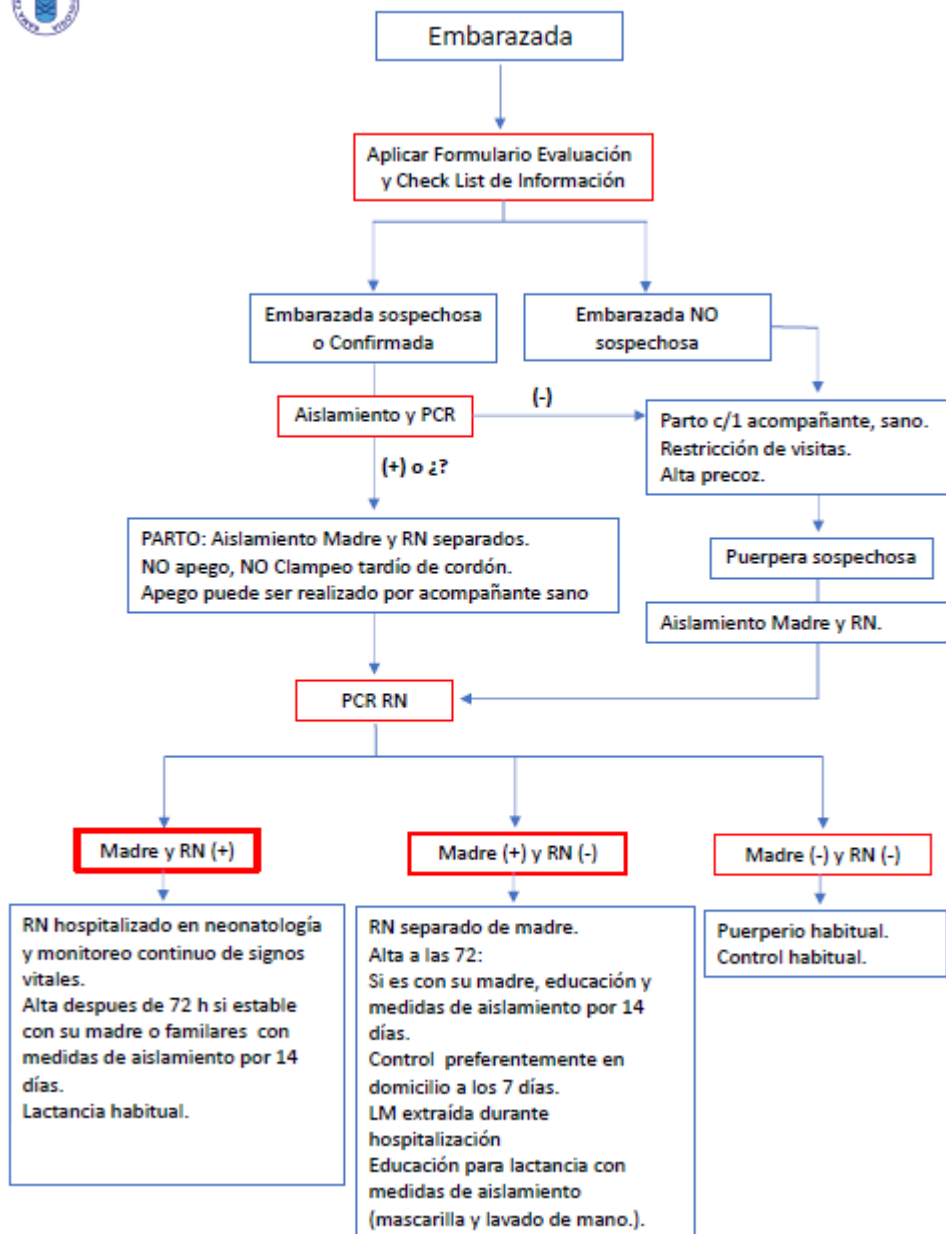 Embarazada
Aplicar Formulario Evaluación
y Check List de Información
Embarazada sospechosa
o Confirmada
Embarazada NO
sospechosa
Aislamiento y PCR
(-)
Parto c/1 acompañante, sano.
Restricción de visitas.
Alta precoz.
(+) o ¿?
PARTO: Aislamiento Madre y RN separados.
NO apego, NO Clampeo tardío de cordón.
Apego puede ser realizado por acompañante sano
Puerpera sospechosa
Aislamiento Madre y RN.
PCR RN
Madre y RN (+)
RN hospitalizado en neonatología
y monitoreo continuo de signos
vitales.
Alta despues de 72 h si estable
con su madre o familares con
medidas de aislamiento por 14
días.
Lactancia habitual.
Madre (+) y RN (-)
RN separado de madre.
Alta a las 72:
Si es con su madre, educación y
medidas de aislamiento por 14
días.
Control preferentemente en
domicilio a los 7 días.
LM extraída durante
hospitalización
Educación para lactancia con
medidas de aislamiento
(mascarilla y lavado de mano.).
Madre (-) y RN (-)
Puerperio habitual.
Control habitual.